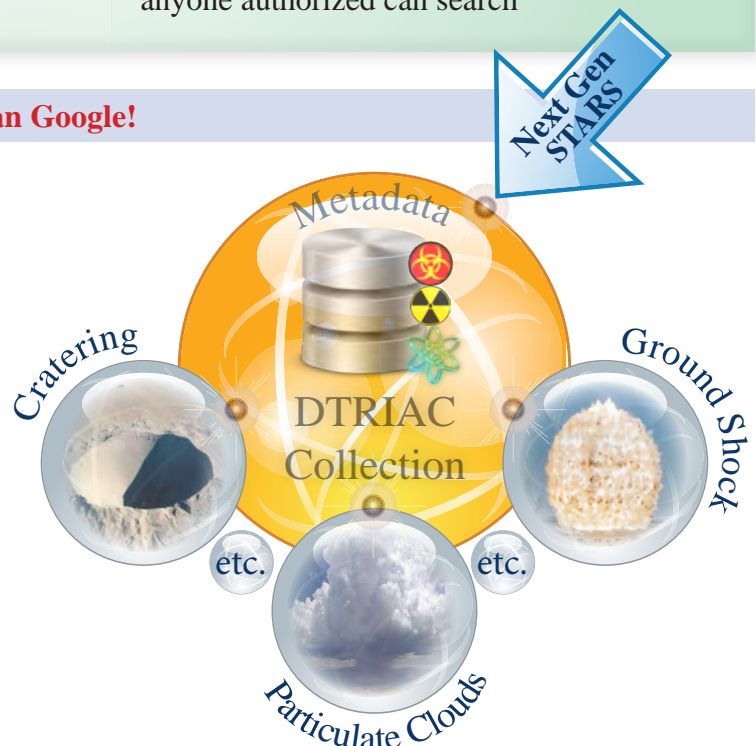 anyone authorized can search
an Google!
Next Gen
STARS
Metadata
Cratering
Ground Shock
DTRIAC
Collection
etc.
etc.
Particulate Clouds